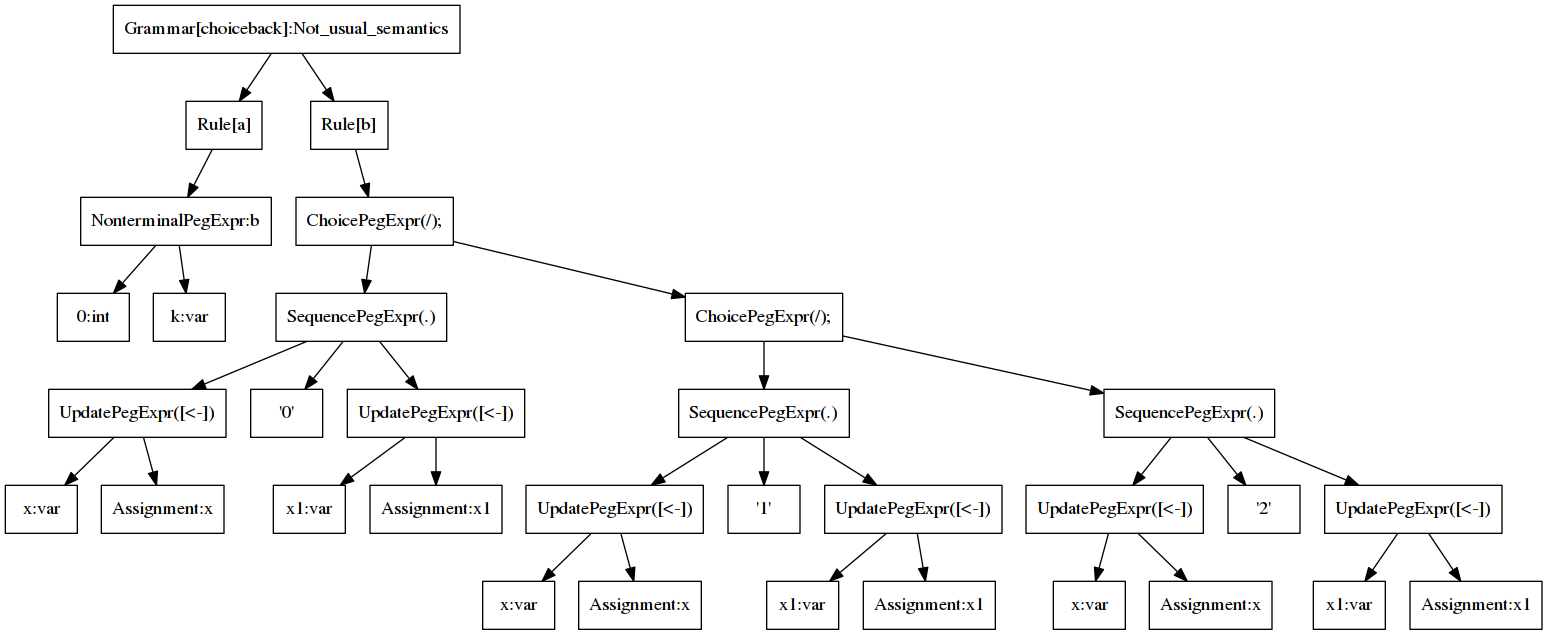 Grammar[choiceback]:Not_usual_semantics
Rule[a]
Rule[b]
NonterminalPegExpr:b
ChoicePegExpr(/);
0:int
k:var
SequencePegExpr(.)
ChoicePegExpr(/);
UpdatePegExpr([<-])
'0'
UpdatePegExpr([<-])
SequencePegExpr(.)
SequencePegExpr(.)
x:var
Assignment:x
x1:var
Assignment:x1
UpdatePegExpr([<-])
'1'
UpdatePegExpr([<-])
UpdatePegExpr([<-])
'2'
UpdatePegExpr([<-])
x:var
Assignment:x
x1:var
Assignment:x1
x:var
Assignment:x
x1:var
Assignment:x1